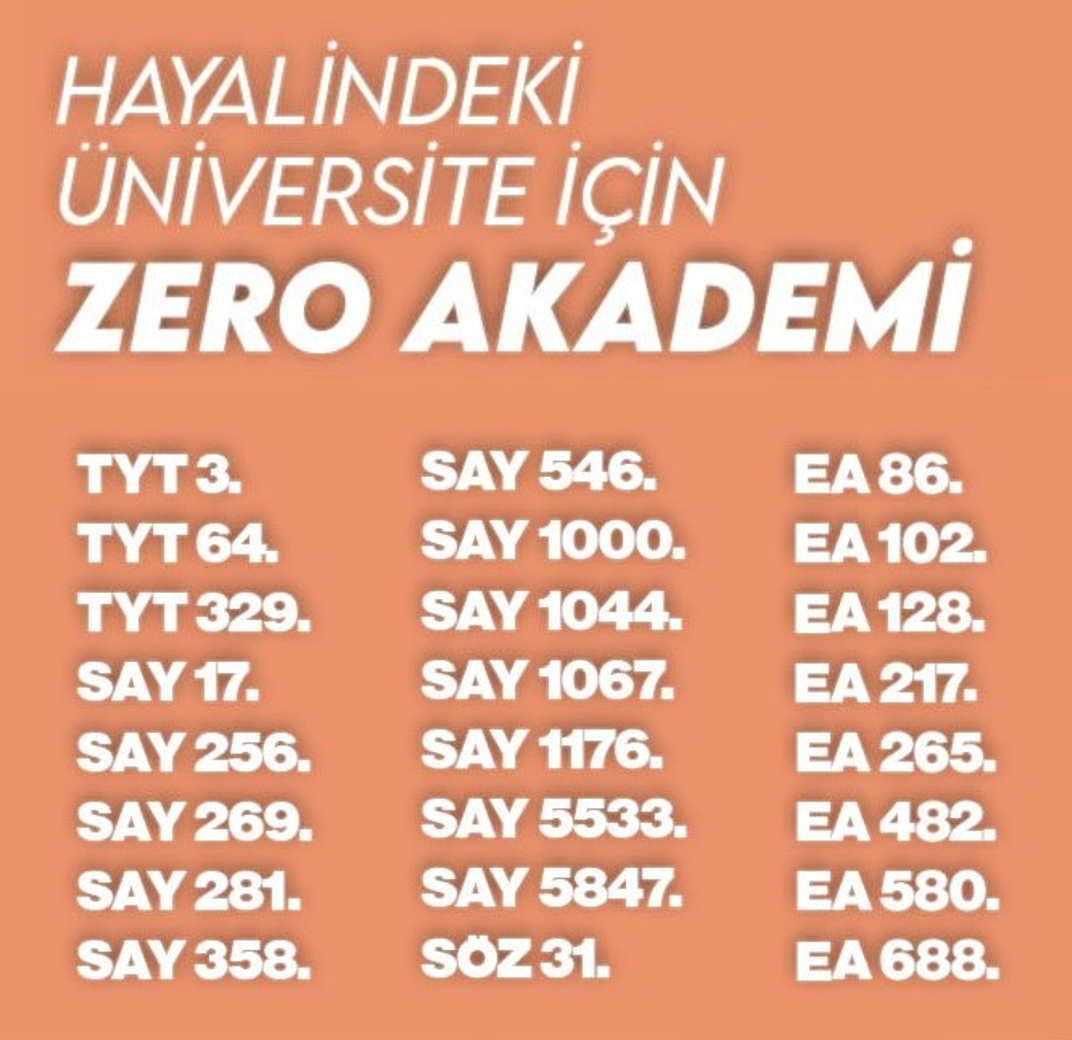 HAYALİNDEKİ
ÜNİVERSİTE İÇİN
ZERO AKADEMİ
TYT 3.
TYT 64.
TYT 329.
SAY 17.
SAY 256.
SAY 269.
SAY 281.
SAY 358.
SAY 546.
SAY 1000.
SAY 1044.
SAY 1067.
SAY 1176.
SAY 5533.
SAY 5847.
SÖZ 31.
EA 86.
EA 102.
EA 128.
EA 217.
EA 265.
EA 482.
EA 580.
EA 688.